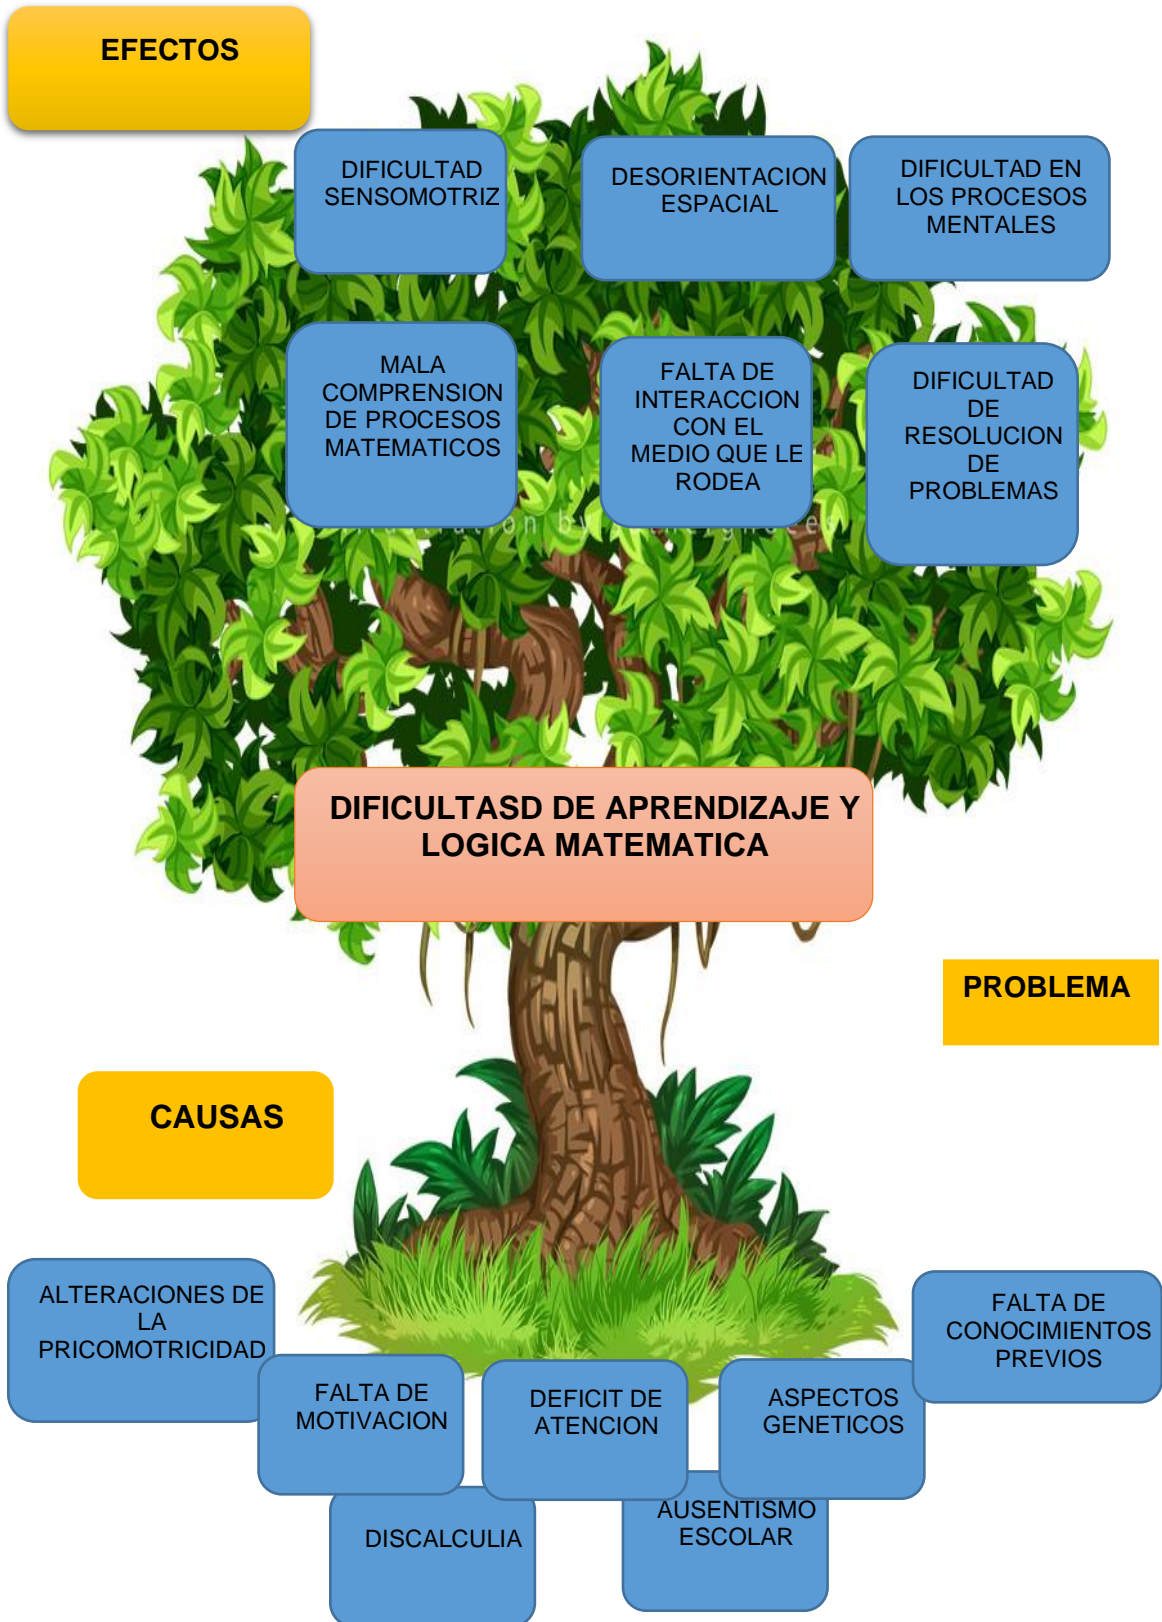 EFECTOS
DIFICULTAD
SENSOMOTRIZ
DESORIENTACION
ESPACIAL
DIFICULTAD EN
LOS PROCESOS
MENTALES
MALA
COMPRENSION
DE PROCESOS
MATEMATICOS
FALTA DE
INTERACCION
CON EL
MEDIO QUE LE
RODEA
DIFICULTAD
DE
RESOLUCION
DE
PROBLEMAS
DIFICULTASD DE APRENDIZAJE Y
LOGICA MATEMATICA
PROBLEMA
CAUSAS
ALTERACIONES DE
LA
PRICOMOTRICIDAD
FALTA DE
MOTIVACION
DEFICIT DE
ATENCION
ASPECTOS
GENETICOS
FALTA DE
CONOCIMIENTOS
PREVIOS
DISCALCULIA
AUSENTISMO
ESCOLAR